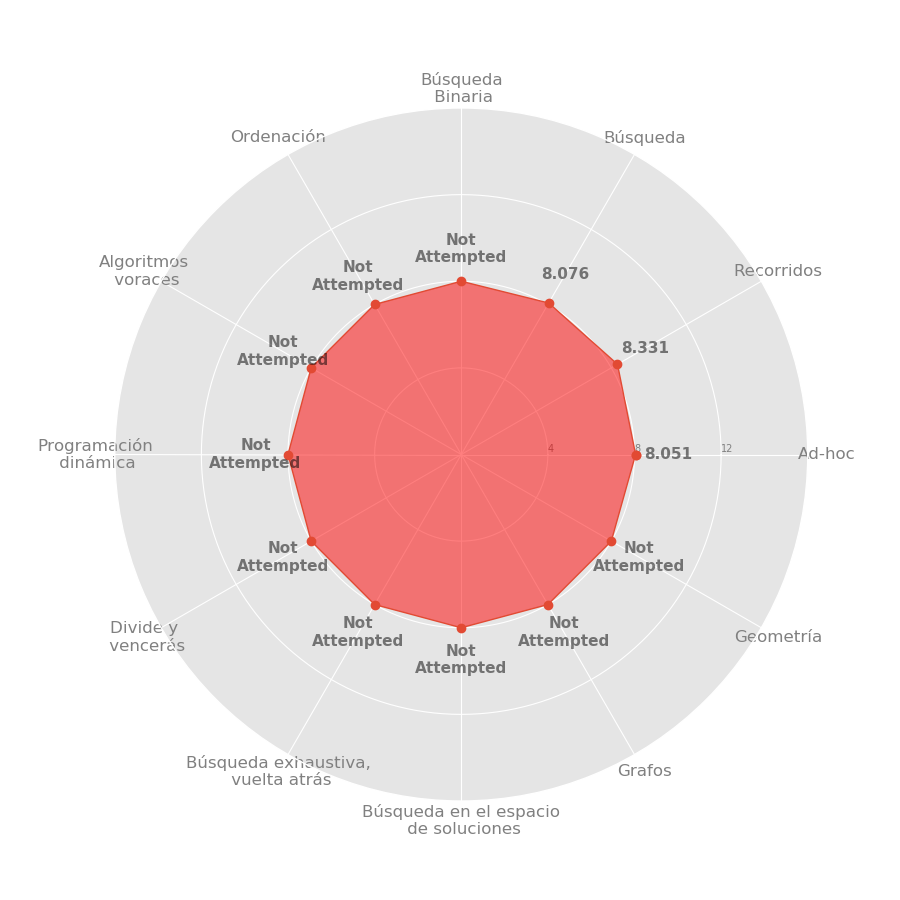 Búsqueda
Binaria
Ordenación
Búsqueda
Not
Attempted
Not
Attempted
8.076
Algoritmos
voraces
Recorridos
Not
Attempted
8.331
Programación
dinámica
Not
Attempted
4
8
12
8.051
Ad-hoc
Not
Attempted
Not
Attempted
Divide y
vencerás
Not
Attempted
Not
Attempted
Geometría
Not
Attempted
Búsqueda exhaustiva,
vuelta atrás
Grafos
Búsqueda en el espacio
de soluciones